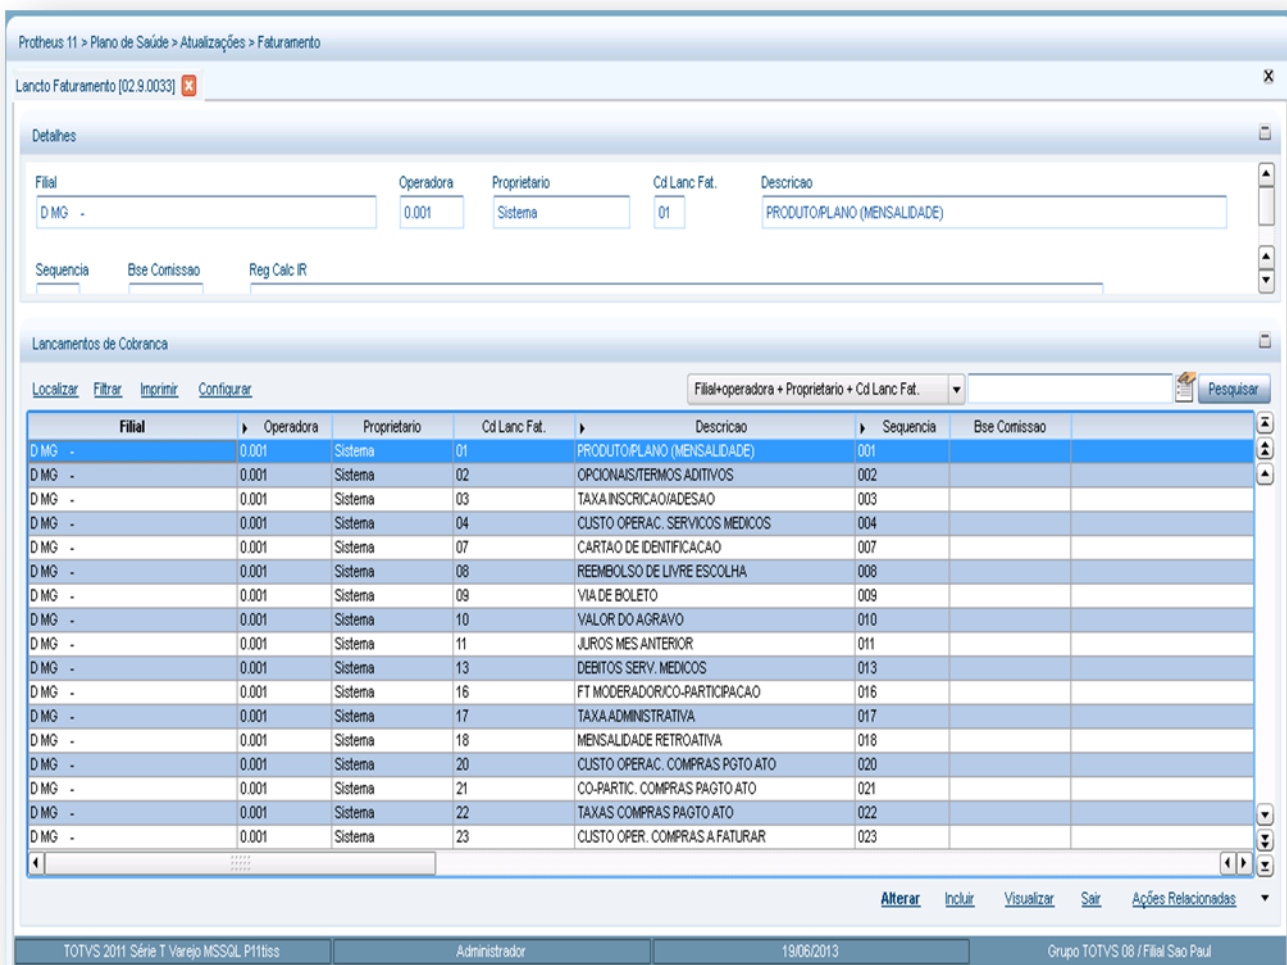 Protheus 11 > Plano de Saúde > Atualizações > Faturamento
Lancto Faturamento [02.9.0033]
Detalhes
Filial Operadora Proprietario Cd Lanc Fat. Descricao
D MG - 0.001 Sistema 01 PRODUTO/PLANO (MENSALIDADE)
Sequencia Bse Comissao Reg Calc IR
Lancamentos de Cobranca
Localizar Filtrar Imprimir Configurar Filial+operadora + Proprietario + Cd Lanc Fat. Pesquisar
Filial Operadora Proprietario Cd Lanc Fat. Descricao Sequencia Bse Comissao
D MG - 0.001 Sistema 01 PRODUTO/PLANO (MENSALIDADE) 001
D MG - 0.001 Sistema 02 OPCIONAIS/TERMOS ADITIVOS 002
D MG - 0.001 Sistema 03 TAXA INSCRICAO/ADESAO 003
D MG - 0.001 Sistema 04 CUSTO OPERAC. SERVICOS MEDICOS 004
D MG - 0.001 Sistema 07 CARTAO DE IDENTIFICACAO 007
D MG - 0.001 Sistema 08 REEMBOLSO DE LIVRE ESCOLHA 008
D MG - 0.001 Sistema 09 VIA DE BOLETO 009
D MG - 0.001 Sistema 10 VALOR DO AGRAVO 010
D MG - 0.001 Sistema 11 JUROS MES ANTERIOR 011
D MG - 0.001 Sistema 13 DEBITOS SERV. MEDICOS 013
D MG - 0.001 Sistema 16 FT MODERADOR/CO-PARTICIPACAO 016
D MG - 0.001 Sistema 17 TAXA ADMINISTRATIVA 017
D MG - 0.001 Sistema 18 MENSALIDADE RETROATIVA 018
D MG - 0.001 Sistema 20 CUSTO OPERAC. COMPRAS PGTO ATO 020
D MG - 0.001 Sistema 21 CO-PARTIC. COMPRAS PAGTO ATO 021
D MG - 0.001 Sistema 22 TAXAS COMPRAS PAGTO ATO 022
D MG - 0.001 Sistema 23 CUSTO OPER. COMPRAS A FATURAR 023
Alterar Incluir Visualizar Sair Ações Relacionadas
TOTVS 2011 Série T Varejo MSSQL P11tiss Administrador 19/06/2013 Grupo TOTVS 08 / Filial Sao Paul